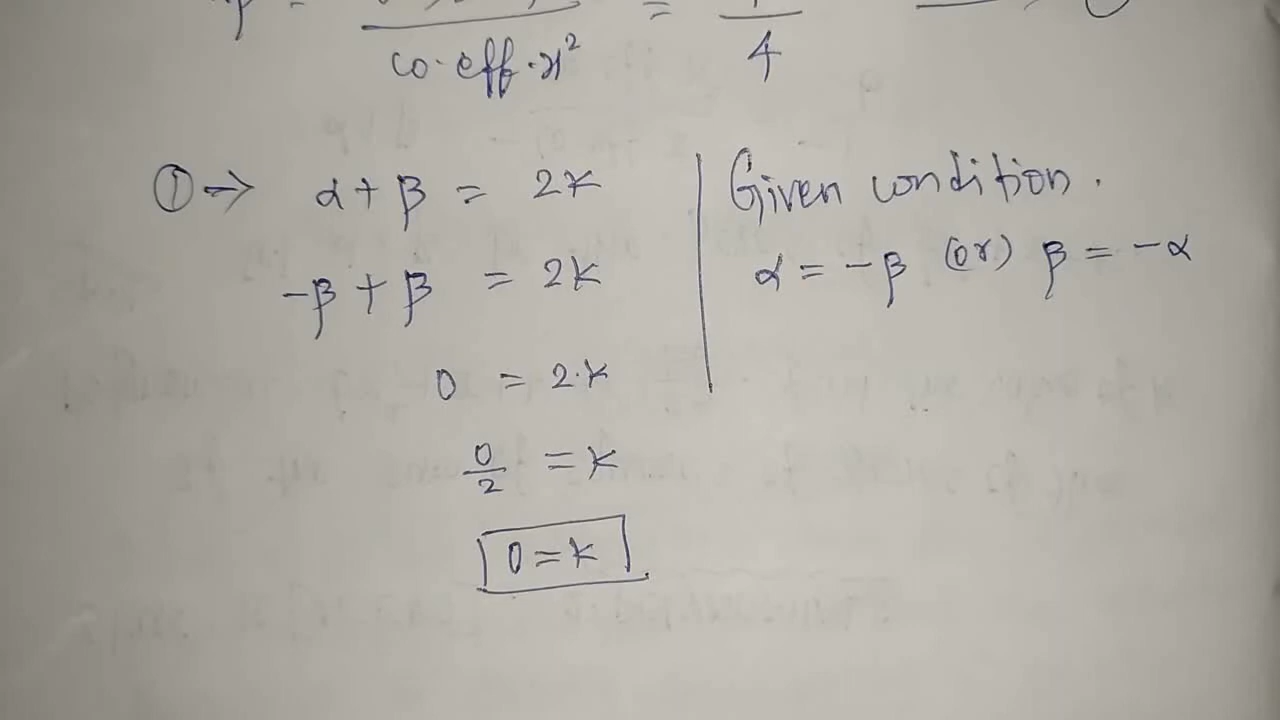 co.eff.x² = 4
① → α + β = 2k
-β + β = 2k
0 = 2.k
0/2 = k
0 = k
Given condition.
α = -β (or) β = -α